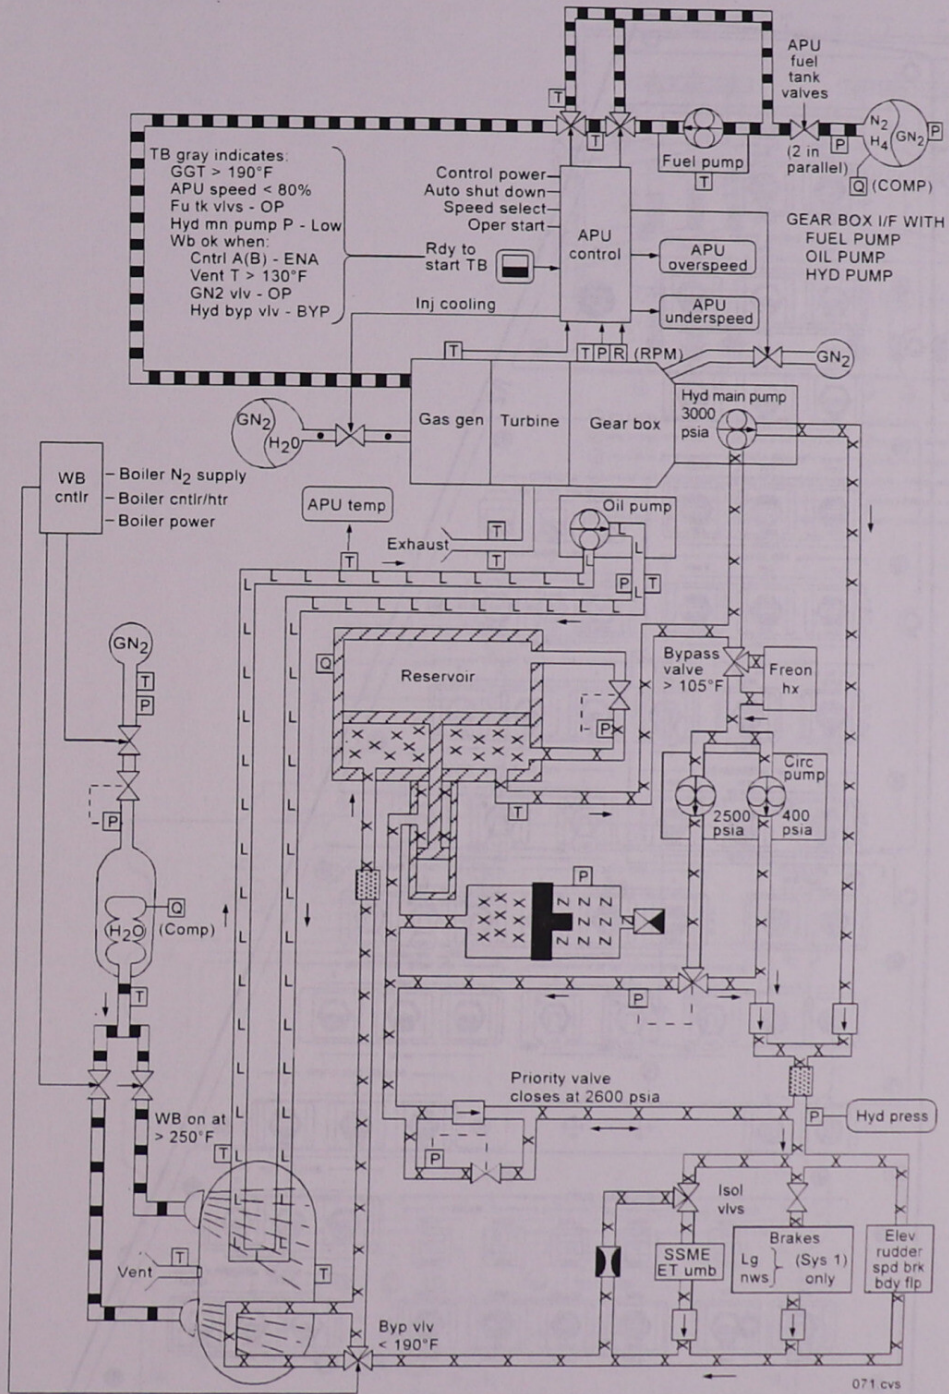 APU
fuel
tank
valves
N2
H4
GN2
P
T
T
P
Fuel pump
T
(2 in
parallel)
Q (COMP)
TB gray indicates:
GGT > 190°F
APU speed < 80%
Fu tk vlvs - OP
Hyd mn pump P - Low
Wb ok when:
Cntrl A(B) - ENA
Vent T > 130°F
GN2 vlv - OP
Hyd byp vlv - BYP
Control power
Auto shut down
Speed select
Oper start
Rdy to
start TB
APU
control
GEAR BOX I/F WITH
FUEL PUMP
OIL PUMP
HYD PUMP
APU
overspeed
Inj cooling
APU
underspeed
T
T P R (RPM)
GN2
GN2
H2O
Gas gen
Turbine
Gear box
Hyd main pump
3000
psia
WB
cntlr
Boiler N2 supply
Boiler cntlr/htr
Boiler power
APU temp
Exhaust
T
T
T
Oil pump
P
T
GN2
T
P
Q
Reservoir
P
Bypass
valve
> 105°F
Freon
hx
Circ
pump
2500
psia
400
psia
T
P
P
Q
(Comp)
H2O
T
P
Priority valve
closes at 2600 psia
P
Hyd press
WB on at
> 250°F
T
P
Isol
vlvs
Vent
T
T
SSME
ET umb
Brakes
Lg
nws
(Sys 1)
only
Elev
rudder
spd brk
bdy flp
Byp vlv
< 190°F
071.cvs